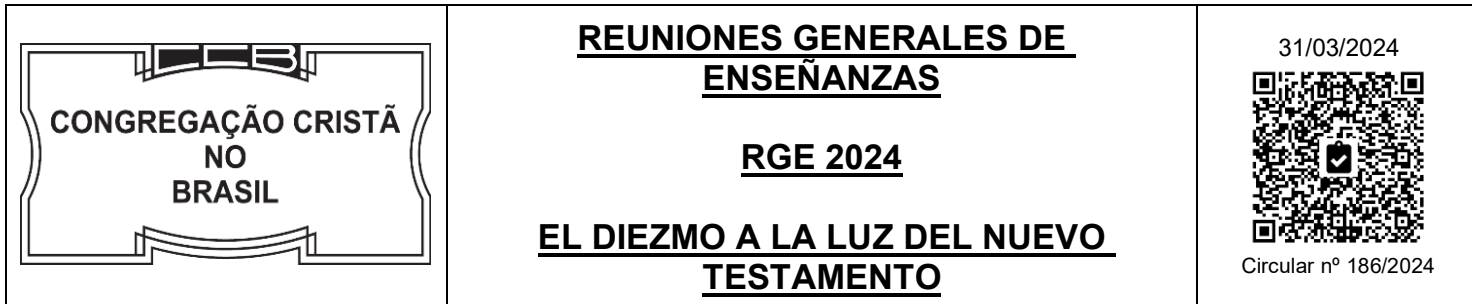 CCB
CONGREGAÇÃO CRISTÃ
NO
BRASIL
REUNIONES GENERALES DE
ENSEÑANZAS
RGE 2024
EL DIEZMO A LA LUZ DEL NUEVO
TESTAMENTO
31/03/2024
Circular nº 186/2024